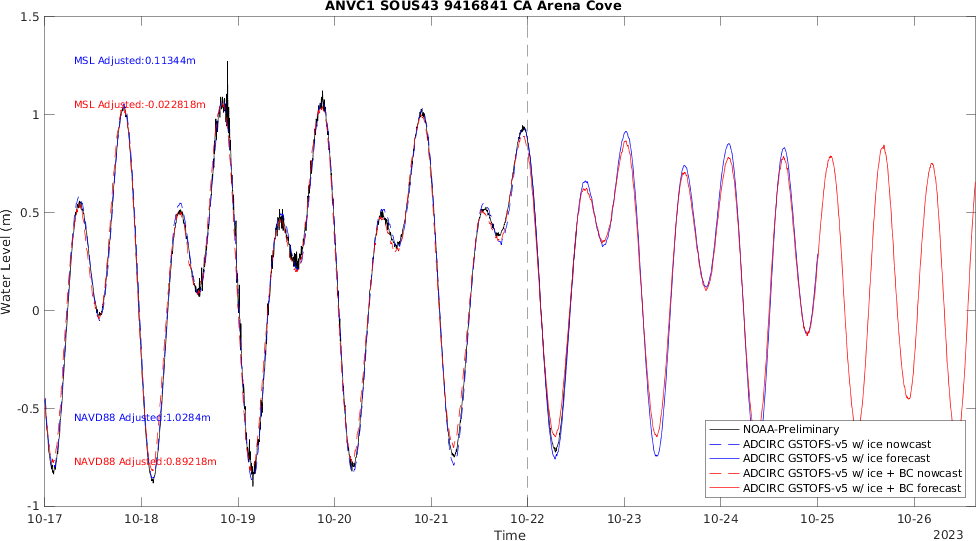 ANVC1 SOUS43 9416841 CA Arena Cove
1.5
1
0.5
0
-0.5
-1
Water Level (m)
MSL Adjusted:0.11344m
MSL Adjusted:-0.022818m
NAVD88 Adjusted:1.0284m
NAVD88 Adjusted:0.89218m
NOAA-Preliminary
ADCIRC GSTOFS-v5 w/ ice nowcast
ADCIRC GSTOFS-v5 w/ ice forecast
ADCIRC GSTOFS-v5 w/ ice + BC nowcast
ADCIRC GSTOFS-v5 w/ ice + BC forecast
10-17 10-18 10-19 10-20 10-21 10-22 10-23 10-24 10-25 10-26
Time
2023